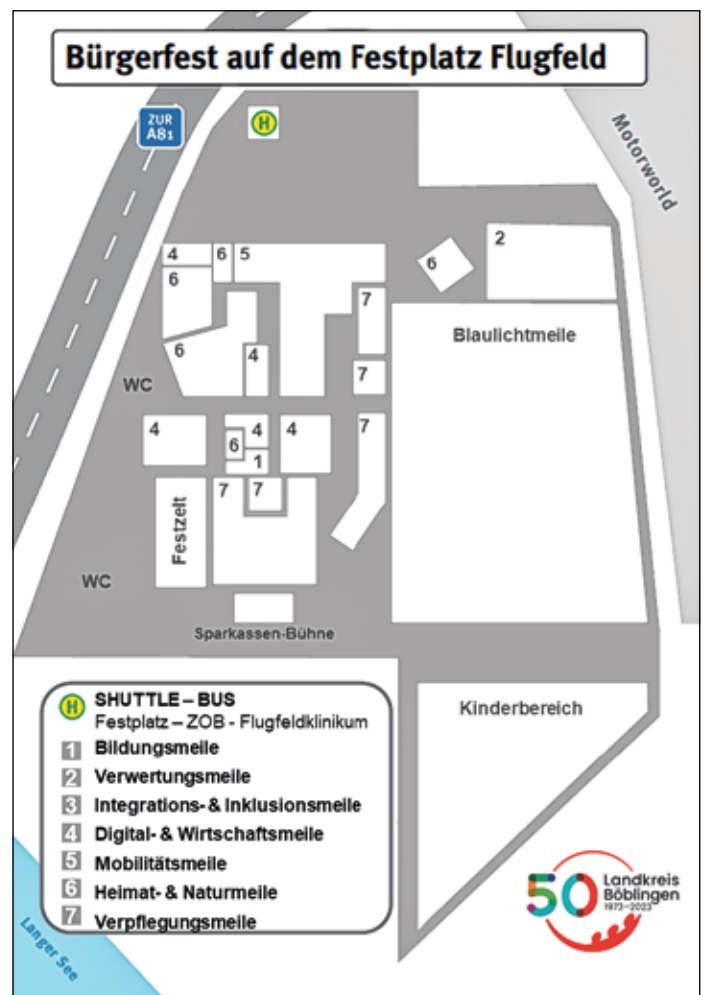 Bürgerfest auf dem Festplatz Flugfeld
ZUR
A81
H
Motorworld
4
6
5
6
2
6
7
Blaulichtmeile
6
4
7
WC
4
4
4
7
6
1
7
7
Festzelt
WC
Sparkassen-Bühne
H
SHUTTLE – BUS
Festplatz – ZOB - Flugfeldklinikum
1 Bildungsmeile
2 Verwertungsmeile
3 Integrations- & Inklusionsmeile
4 Digital- & Wirtschaftsmeile
5 Mobilitätsmeile
6 Heimat- & Naturmeile
7 Verpflegungsmeile
Kinderbereich
50 Landkreis
Böblingen
1973–2023
Langer See